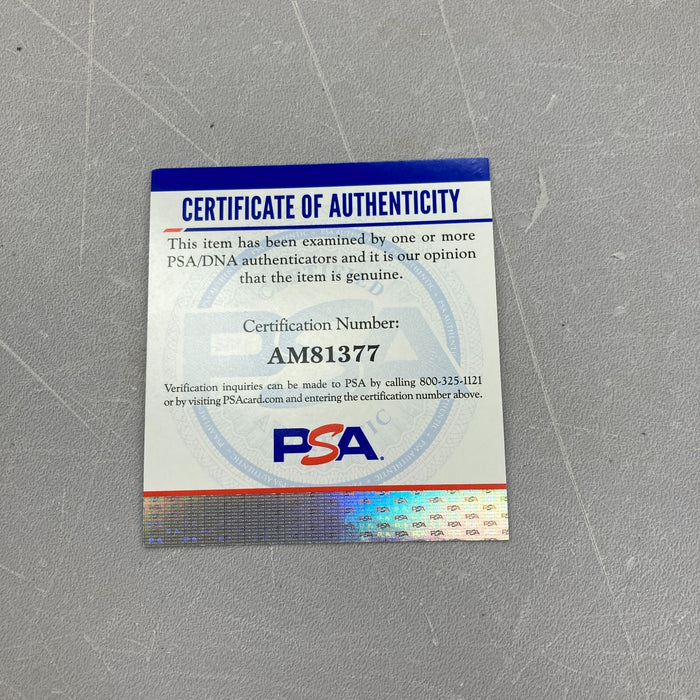 CERTIFICATE OF AUTHENTICITY
This item has been examined by one or more
PSA/DNA authenticators and it is our opinion
that the item is genuine.
Certification Number:
AM81377
Verification inquiries can be made to PSA by calling 800-325-1121
or by visiting PSAcard.com and entering the certification number above.
PSA.